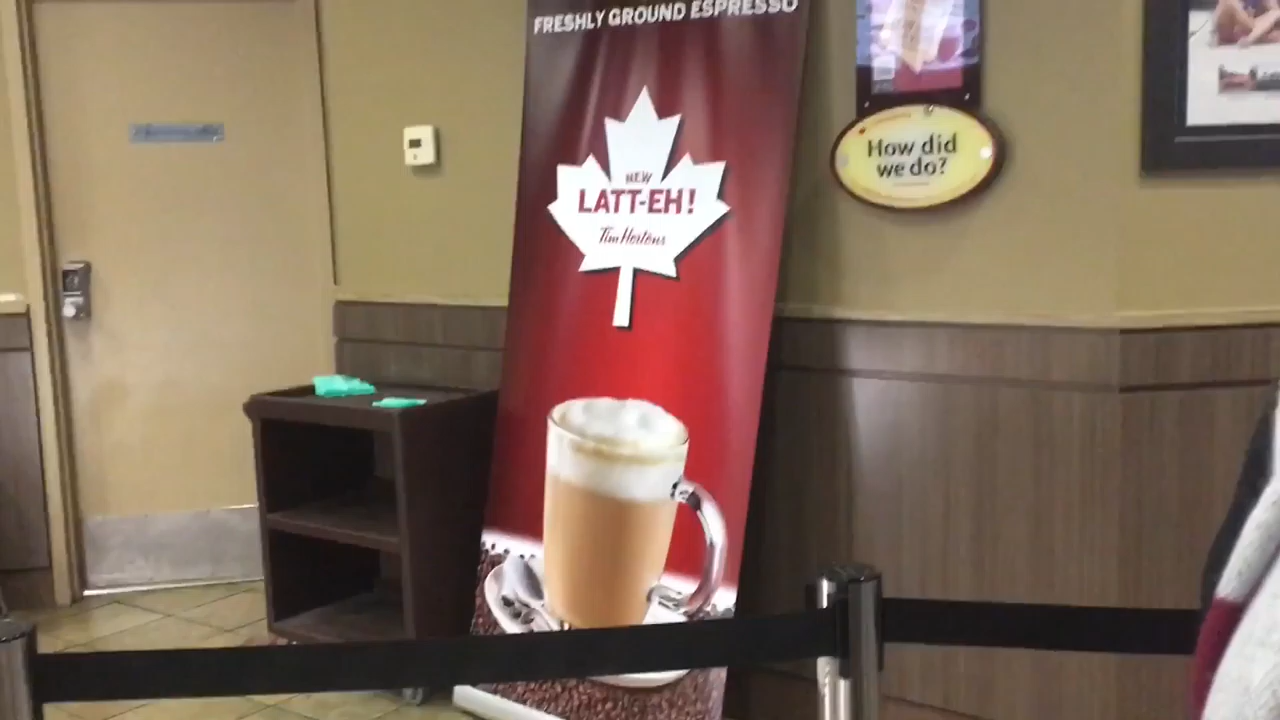 FRESHLY GROUND ESPRESSO
NEW
LATT-EH!
Tim Hortons
How did
we do?